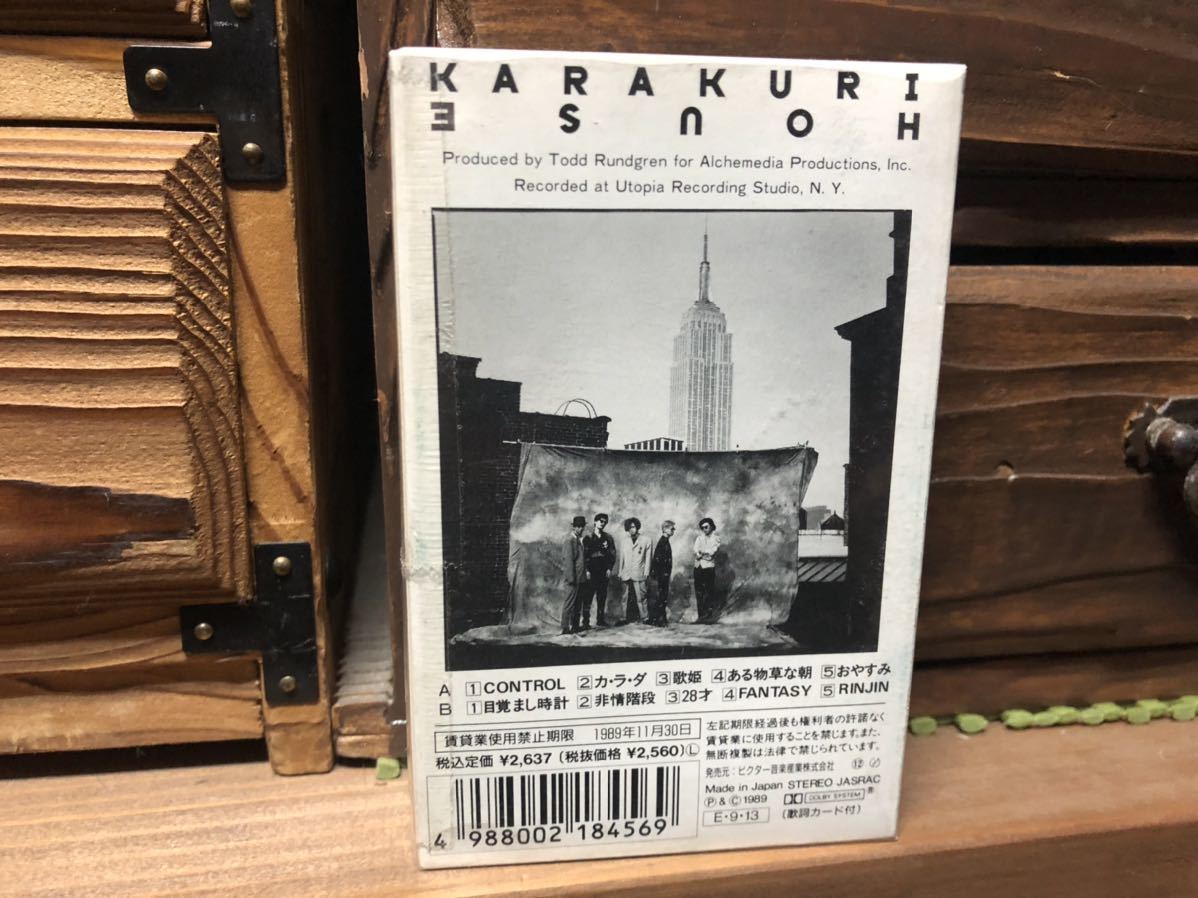 KARAKURI
HOUSE
Produced by Todd Rundgren for Alchemedia Productions, Inc.
Recorded at Utopia Recording Studio, N. Y.
A 1 CONTROL 2 カ・ラ・ダ 3 歌姫 4 ある物草な朝 5 おやすみ
B 1 目覚まし時計 2 非情階段 3 28才 4 FANTASY 5 RINJIN
賃貸業使用禁止期限 1989年11月30日
税込定価 ¥2,637 (税抜価格 ¥2,560) Ⓛ
4 988002 184569
左記期限経過後も権利者の許諾なく
賃貸業に使用することを禁じます。また、
無断複製は法律で禁じられています。
発売元:ビクター音楽産業株式会社 ⑫
Made in Japan STEREO JASRAC
Ⓟ & © 1989 DOLBY SYSTEM ®
E・9・13 (歌詞カード付)